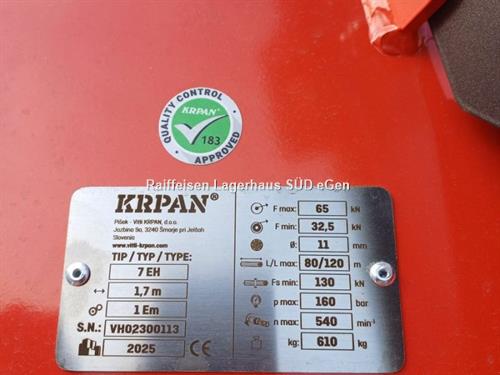 QUALITY CONTROL
KRPAN
183
APPROVED
Raiffeisen Lagerhaus SÜD eGen
KRPAN®
Pišek - Vitli KRPAN, d.o.o.
Jazbina 9a, 3240 Šmarje pri Jelšah
Slovenia
www.vitli-krpan.com
TIP / TYP / TYPE:
7 EH
1,7 m
1 Em
S.N.: VH02300113
2025 CE
F max: 65 kN
F min: 32,5 kN
Ø: 11 mm
L/L max: 80/120 m
Fs min: 130 kN
p max: 160 bar
n max: 540 min⁻¹
kg: 610 kg